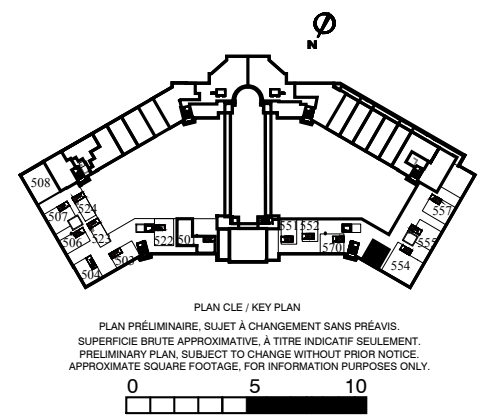 N
508
507
524
506
523
504
503
522
501
551
552
570
557
555
554
PLAN CLE / KEY PLAN
PLAN PRÉLIMINAIRE, SUJET À CHANGEMENT SANS PRÉAVIS.
SUPERFICIE BRUTE APPROXIMATIVE, À TITRE INDICATIF SEULEMENT.
PRELIMINARY PLAN, SUBJECT TO CHANGE WITHOUT PRIOR NOTICE.
APPROXIMATE SQUARE FOOTAGE, FOR INFORMATION PURPOSES ONLY.
0 5 10